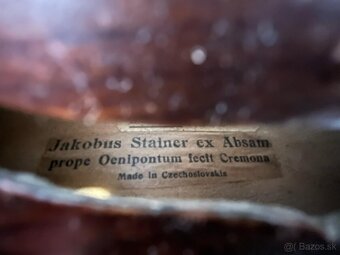 Jakobus Stainer ex Absam
prope Oenipontum fecit Cremona
Made in Czechoslovakia
@( Bazos.sk